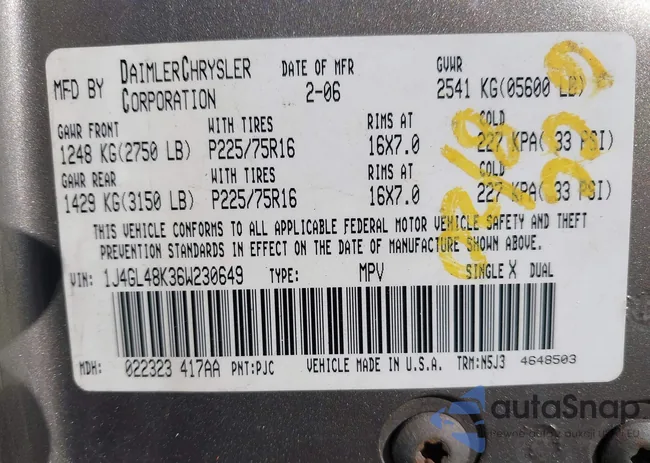 MFD BY DAIMLERCHRYSLER CORPORATION DATE OF MFR 2-06 GVWR 2541 KG(05600 LB)
GAWR FRONT WITH TIRES RIMS AT COLD
1248 KG(2750 LB) P225/75R16 16X7.0 227 KPA( 33 PSI)
GAWR REAR WITH TIRES RIMS AT COLD
1429 KG(3150 LB) P225/75R16 16X7.0 227 KPA( 33 PSI)
THIS VEHICLE CONFORMS TO ALL APPLICABLE FEDERAL MOTOR VEHICLE SAFETY AND THEFT
PREVENTION STANDARDS IN EFFECT ON THE DATE OF MANUFACTURE SHOWN ABOVE.
VIN: 1J4GL48K36W230649 TYPE: MPV SINGLE X DUAL
MDH: 022323 417AA PNT:PJC VEHICLE MADE IN U.S.A. TRM:N5J3 4648503
autaSnap